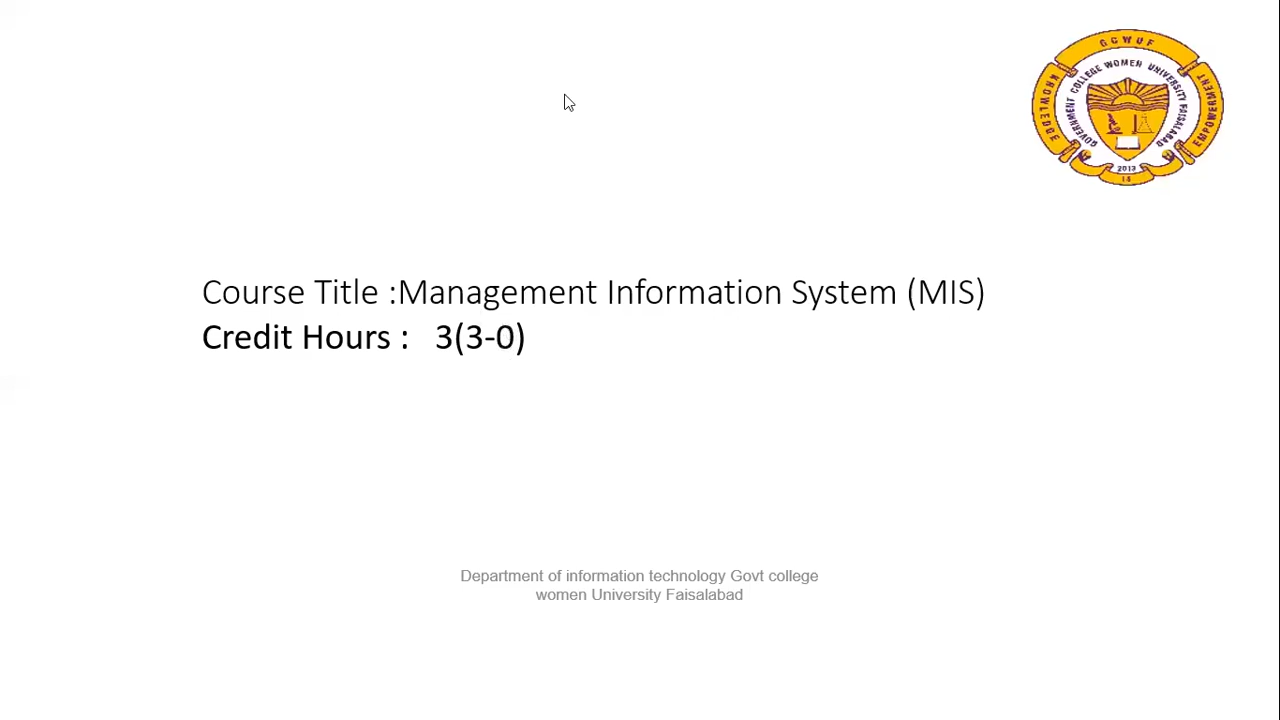 GCWUF
KNOWLEDGE
GOVERNMENT COLLEGE WOMEN UNIVERSITY FAISALABAD
EMPOWERMENT
2013
Course Title :Management Information System (MIS)
Credit Hours :   3(3-0)
Department of information technology Govt college
women University Faisalabad